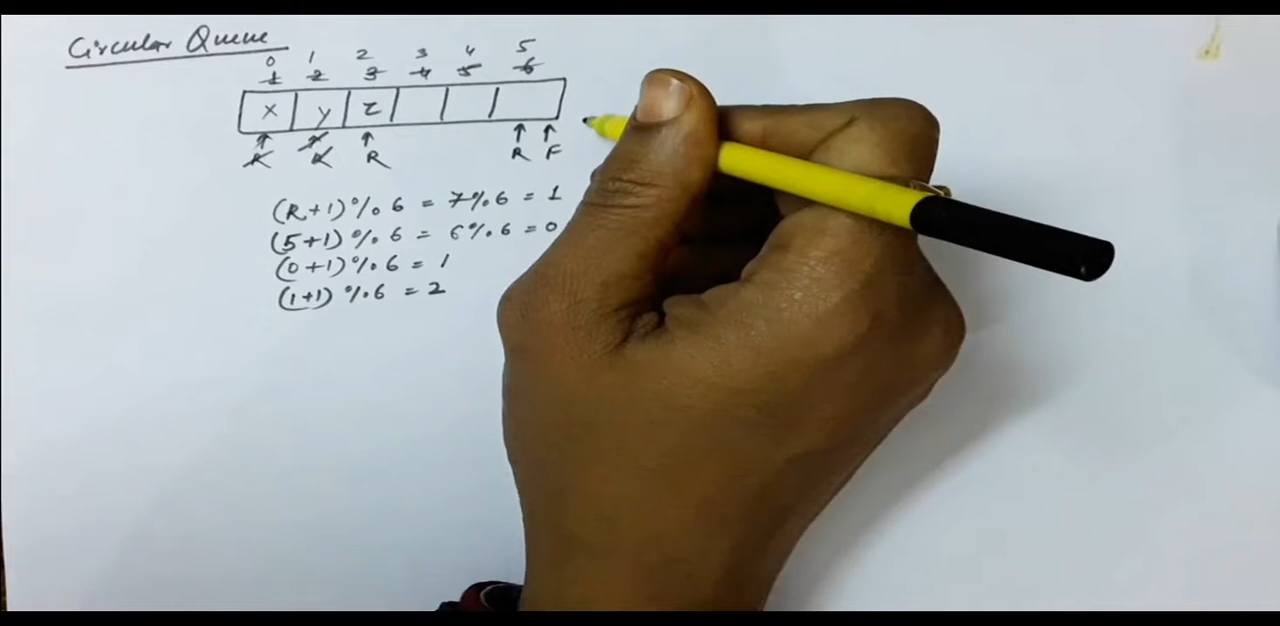 Circular Queue
0 1 2 3 4 5
1 2 3 4 5 6
x y z
R R R R F
(R+1)%6 = 7%6 = 1
(5+1)%6 = 6%6 = 0
(0+1)%6 = 1
(1+1)%6 = 2